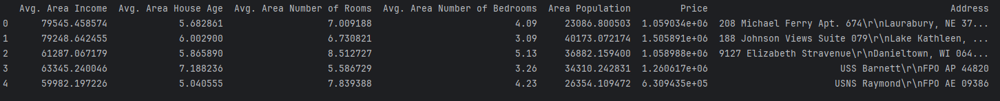 Avg. Area Income  Avg. Area House Age  Avg. Area Number of Rooms  Avg. Area Number of Bedrooms  Area Population  Price  Address
0  79545.458574  5.682861  7.009188  4.09  23086.800503  1.059034e+06  208 Michael Ferry Apt. 674\r\nLaurabury, NE 37...
1  79248.642455  6.002900  6.730821  3.09  40173.072174  1.505891e+06  188 Johnson Views Suite 079\r\nLake Kathleen, ...
2  61287.067179  5.865890  8.512727  5.13  36882.159400  1.058988e+06  9127 Elizabeth Stravenue\r\nDanieltown, WI 064...
3  63345.240046  7.188236  5.586729  3.26  34310.242831  1.260617e+06  USS Barnett\r\nFPO AP 44820
4  59982.197226  5.040555  7.839388  4.23  26354.109472  6.309435e+05  USNS Raymond\r\nFPO AE 09386